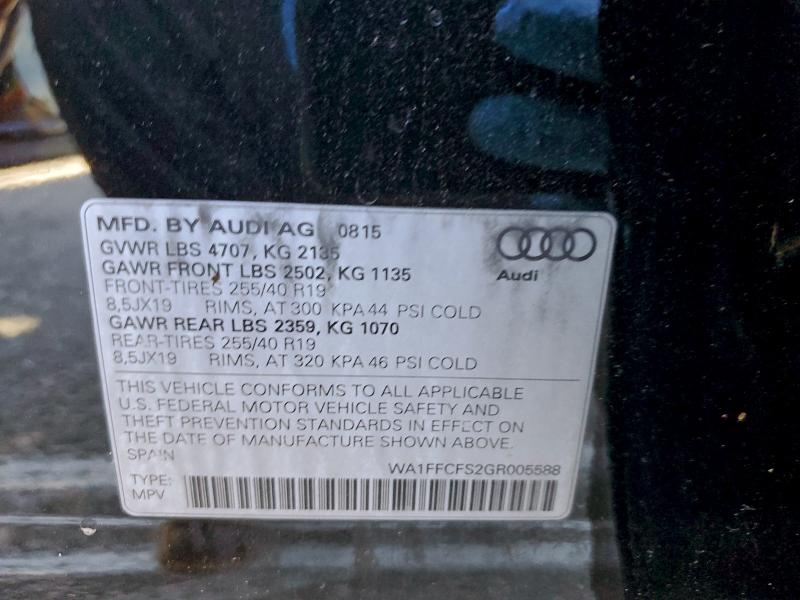 MFD. BY AUDI AG 0815
GVWR LBS 4707, KG 2135
GAWR FRONT LBS 2502, KG 1135
FRONT-TIRES 255/40 R19
8,5JX19 RIMS, AT 300 KPA 44 PSI COLD
GAWR REAR LBS 2359, KG 1070
REAR-TIRES 255/40 R19
8,5JX19 RIMS, AT 320 KPA 46 PSI COLD
Audi
THIS VEHICLE CONFORMS TO ALL APPLICABLE
U.S. FEDERAL MOTOR VEHICLE SAFETY AND
THEFT PREVENTION STANDARDS IN EFFECT ON
THE DATE OF MANUFACTURE SHOWN ABOVE.
SPAIN
WA1FFCFS2GR005588
TYPE:
MPV